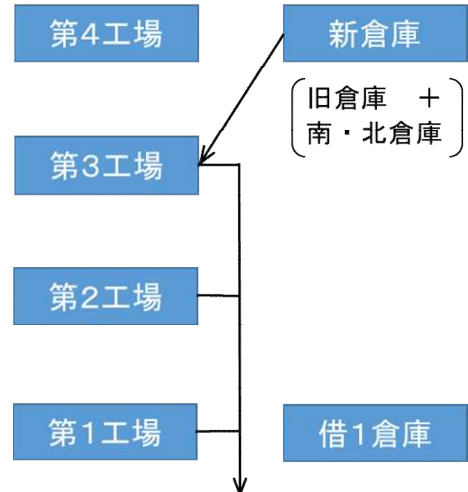 第4工場
新倉庫
旧倉庫　＋
南・北倉庫
第3工場
第2工場
第1工場
借1倉庫